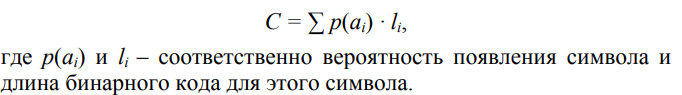 C = ∑ p(aᵢ) · lᵢ,
где p(aᵢ) и lᵢ – соответственно вероятность появления символа и
длина бинарного кода для этого символа.